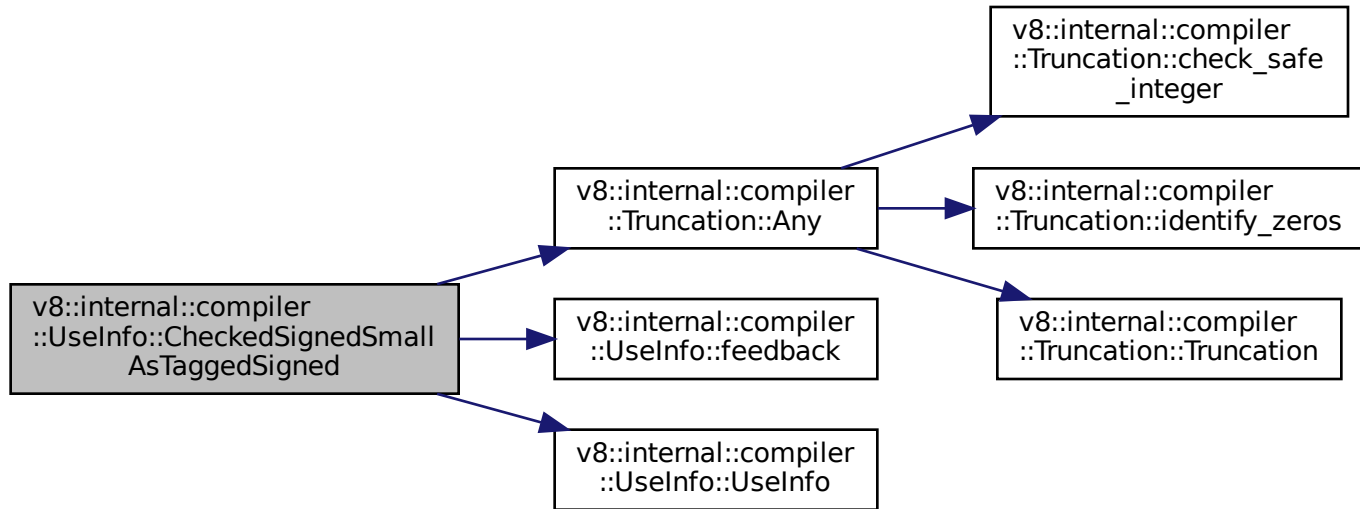 v8::internal::compiler
::Truncation::check_safe
_integer
v8::internal::compiler
::Truncation::Any
v8::internal::compiler
::Truncation::identify_zeros
v8::internal::compiler
::UseInfo::CheckedSignedSmall
AsTaggedSigned
v8::internal::compiler
::UseInfo::feedback
v8::internal::compiler
::Truncation::Truncation
v8::internal::compiler
::UseInfo::UseInfo